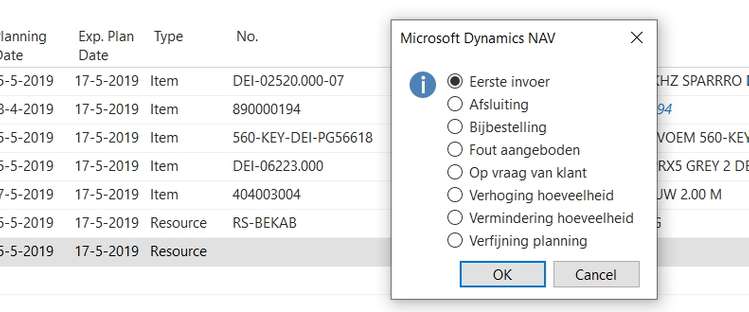 Planning Exp. Plan Type No.
Date Date
5-5-2019 17-5-2019 Item DEI-02520.000-07 KHZ SPARRRO
3-4-2019 17-5-2019 Item 890000194 94
5-5-2019 17-5-2019 Item 560-KEY-DEI-PG56618 VOEM 560-KEY
5-5-2019 17-5-2019 Item DEI-06223.000 RX5 GREY 2 DE
7-5-2019 17-5-2019 Item 404003004 UW 2.00 M
5-5-2019 17-5-2019 Resource RS-BEKAB G
5-5-2019 17-5-2019 Resource
Microsoft Dynamics NAV
Eerste invoer
Afsluiting
Bijbestelling
Fout aangeboden
Op vraag van klant
Verhoging hoeveelheid
Vermindering hoeveelheid
Verfijning planning
OK Cancel